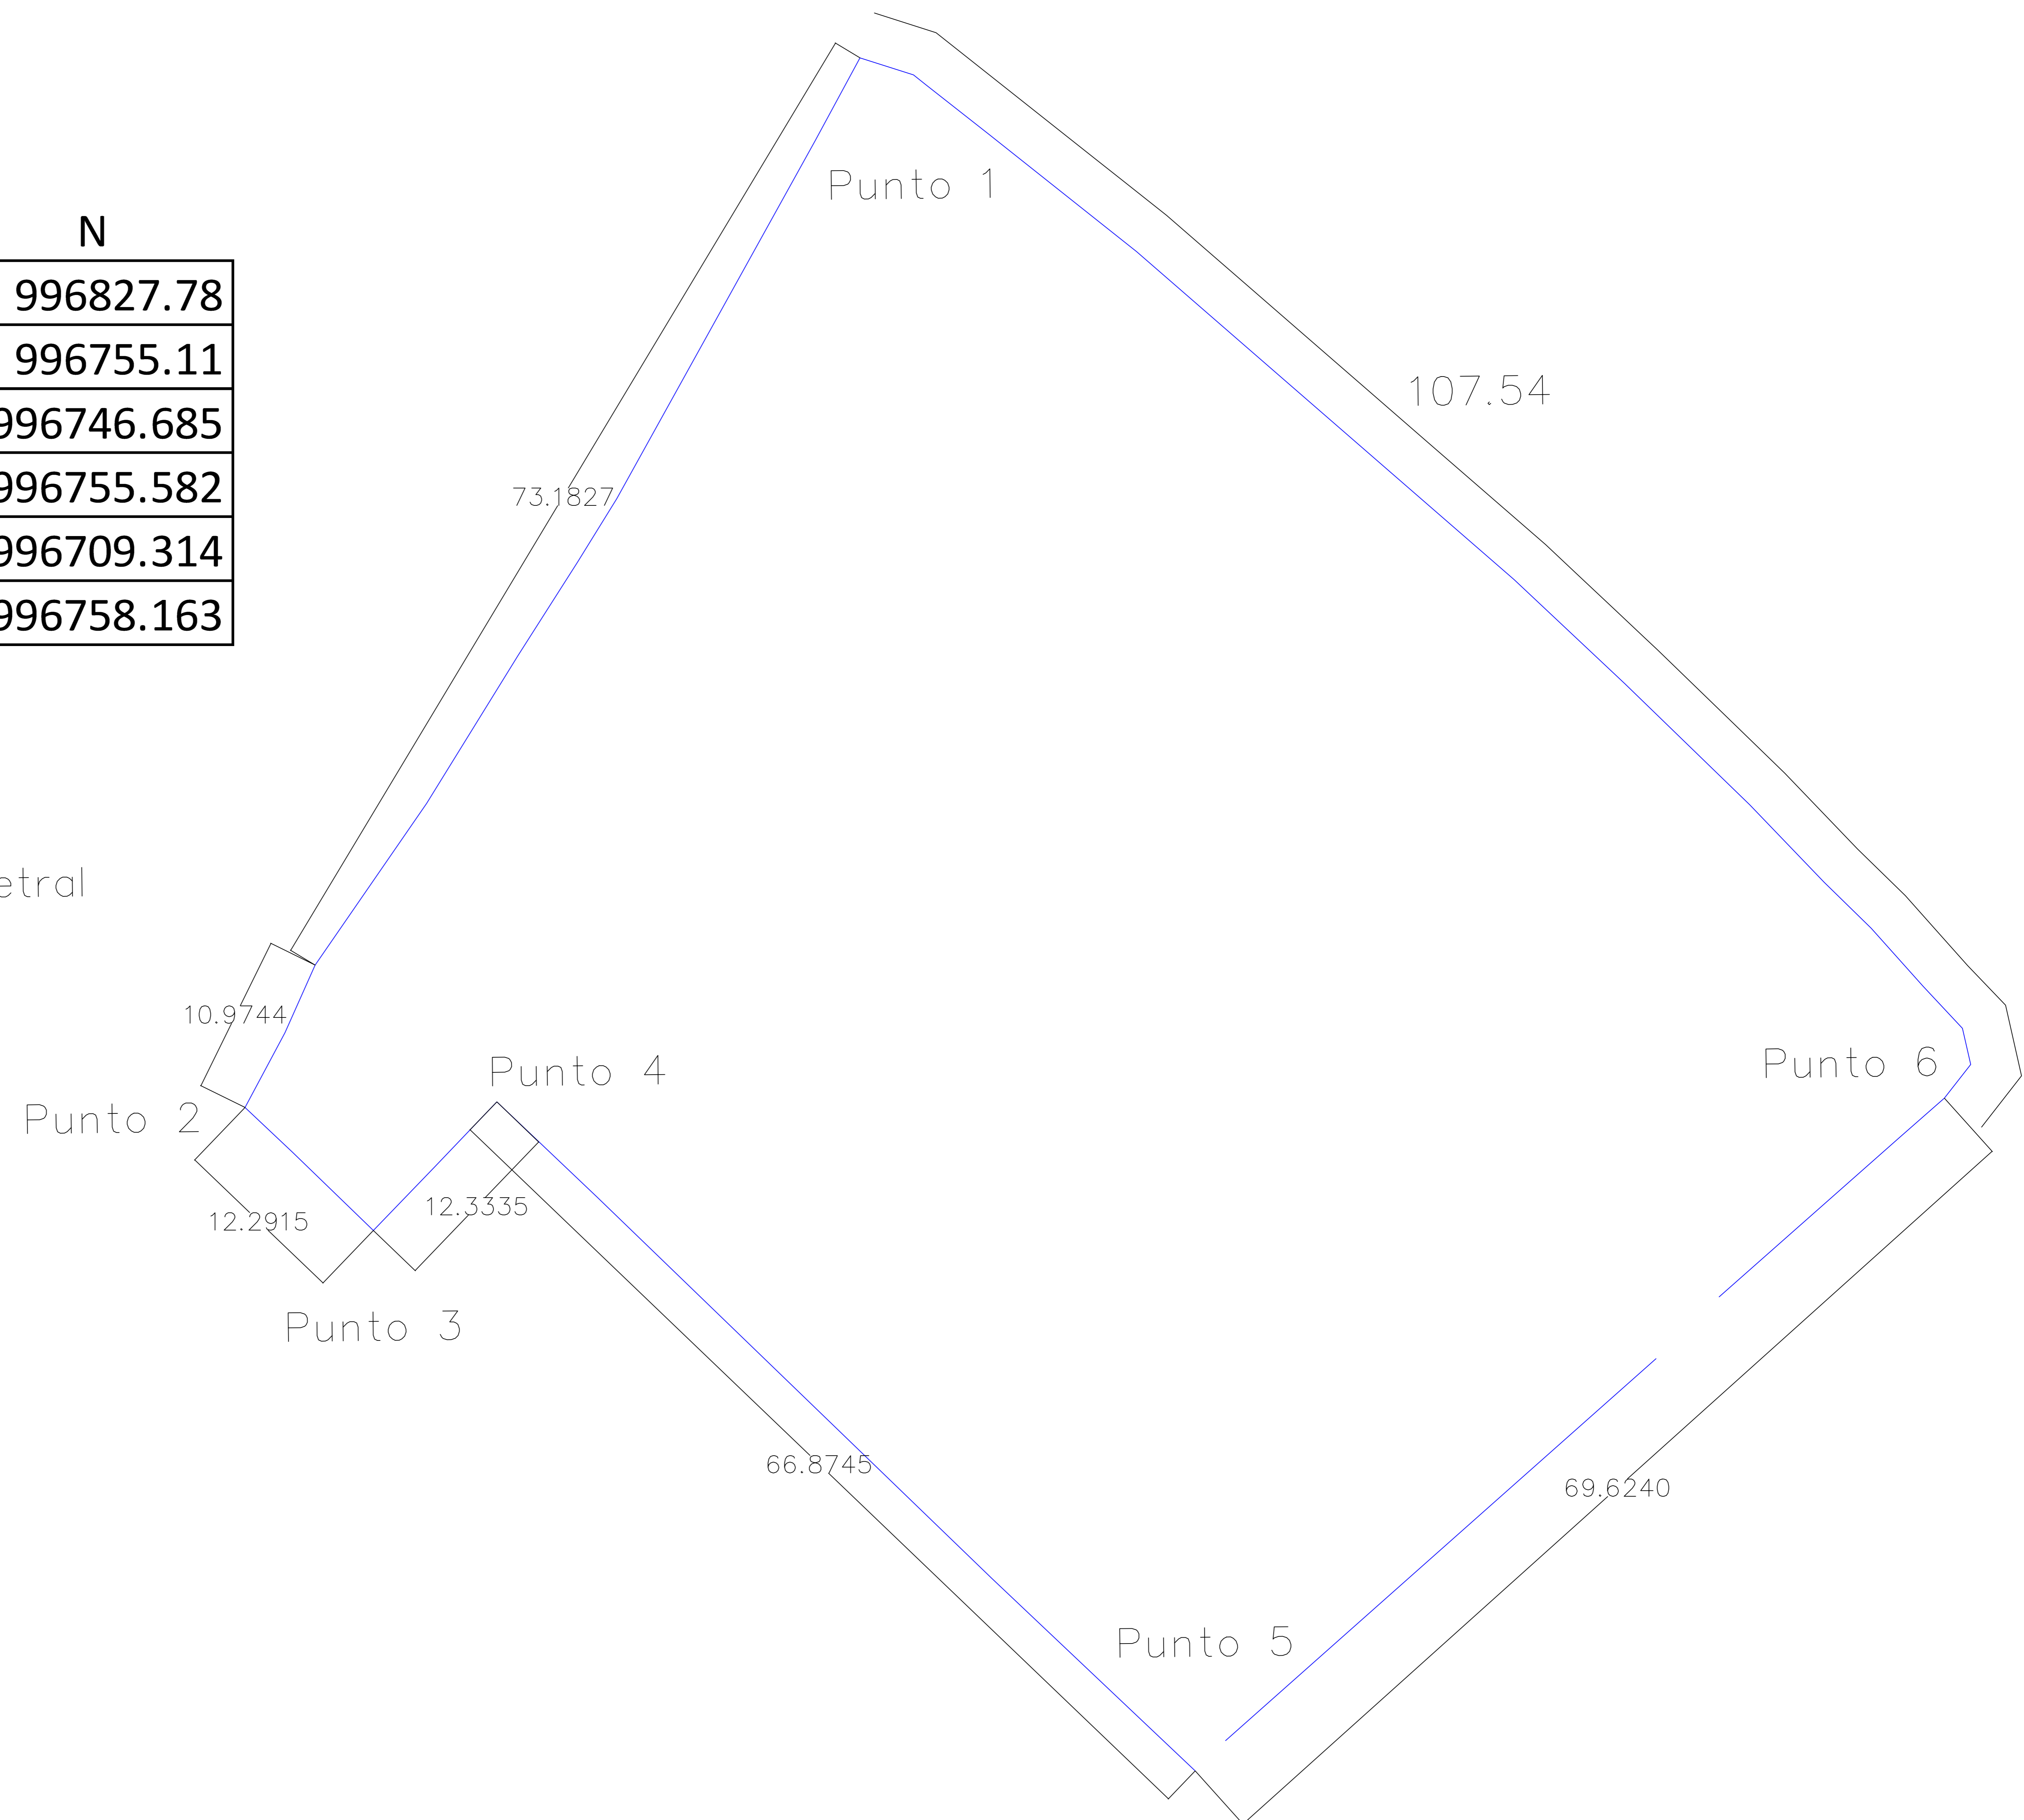 Punto 1
N
996827.78
996755.11
996746.685
996755.582
996709.314
996758.163
107.54
73.1827
etral
10.9744
Punto 4
Punto 6
Punto 2
12.3335
12.2915
Punto 3
66.8745
69.6240
Punto 5